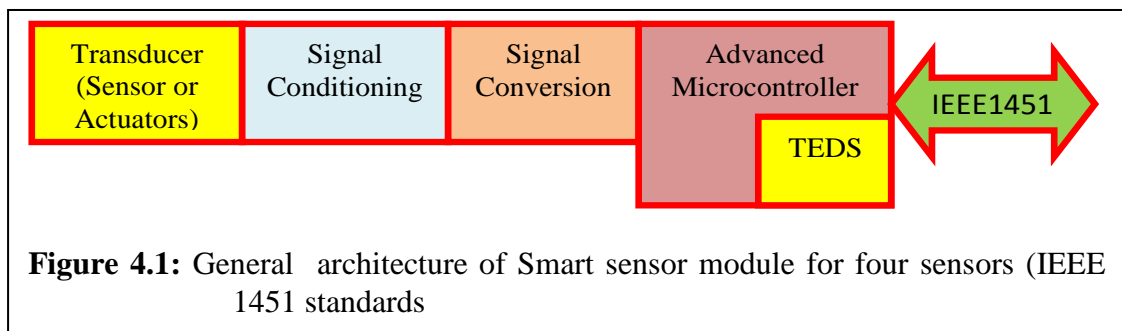 Transducer
(Sensor or
Actuators)
Signal
Conditioning
Signal
Conversion
Advanced
Microcontroller
TEDS
IEEE1451
Figure 4.1: General architecture of Smart sensor module for four sensors (IEEE
1451 standards